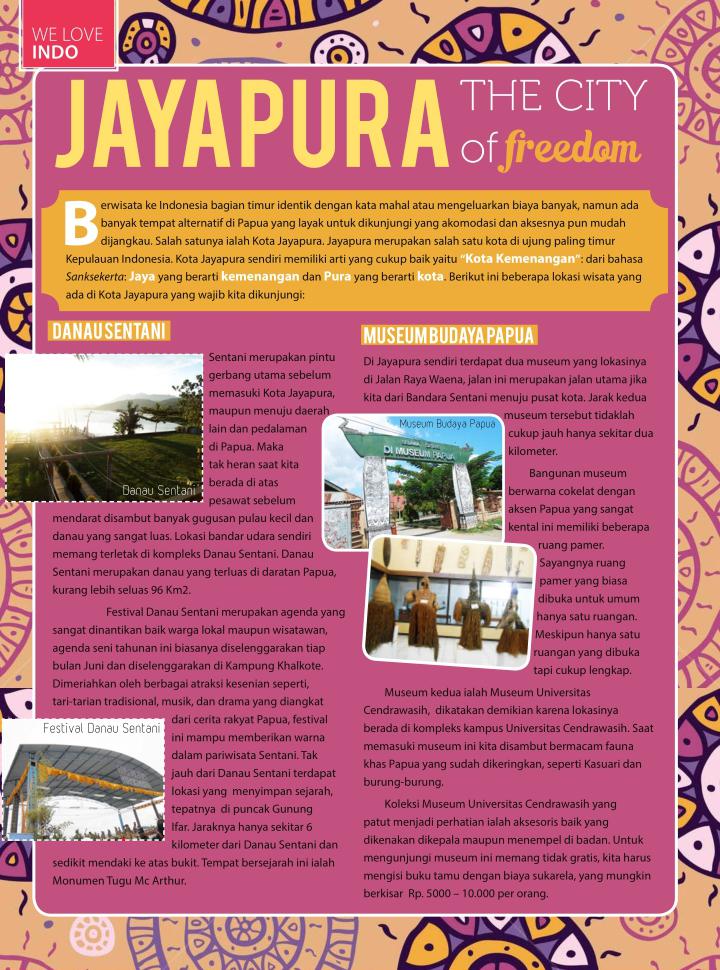 WE LOVE
INDO
JAYAPURA
THE CITY
of freedom
Berwisata ke Indonesia bagian timur identik dengan kata mahal atau mengeluarkan biaya banyak, namun ada
banyak tempat alternatif di Papua yang layak untuk dikunjungi yang akomodasi dan aksesnya pun mudah
dijangkau. Salah satunya ialah Kota Jayapura. Jayapura merupakan salah satu kota di ujung paling timur
Kepulauan Indonesia. Kota Jayapura sendiri memiliki arti yang cukup baik yaitu “Kota Kemenangan”: dari bahasa
Sanksekerta: Jaya yang berarti kemenangan dan Pura yang berarti kota. Berikut ini beberapa lokasi wisata yang
ada di Kota Jayapura yang wajib kita dikunjungi:
DANAU SENTANI
Sentani merupakan pintu
gerbang utama sebelum
memasuki Kota Jayapura,
maupun menuju daerah
lain dan pedalaman
di Papua. Maka
tak heran saat kita
berada di atas
pesawat sebelum
Danau Sentani
mendarat disambut banyak gugusan pulau kecil dan
danau yang sangat luas. Lokasi bandar udara sendiri
memang terletak di kompleks Danau Sentani. Danau
Sentani merupakan danau yang terluas di daratan Papua,
kurang lebih seluas 96 Km2.
Festival Danau Sentani merupakan agenda yang
sangat dinantikan baik warga lokal maupun wisatawan,
agenda seni tahunan ini biasanya diselenggarakan tiap
bulan Juni dan diselenggarakan di Kampung Khalkote.
Dimeriahkan oleh berbagai atraksi kesenian seperti,
tari-tarian tradisional, musik, dan drama yang diangkat
dari cerita rakyat Papua, festival
Festival Danau Sentani
ini mampu memberikan warna
dalam pariwisata Sentani. Tak
jauh dari Danau Sentani terdapat
lokasi yang menyimpan sejarah,
tepatnya di puncak Gunung
Ifar. Jaraknya hanya sekitar 6
kilometer dari Danau Sentani dan
sedikit mendaki ke atas bukit. Tempat bersejarah ini ialah
Monumen Tugu Mc Arthur.
MUSEUM BUDAYA PAPUA
Di Jayapura sendiri terdapat dua museum yang lokasinya
di Jalan Raya Waena, jalan ini merupakan jalan utama jika
kita dari Bandara Sentani menuju pusat kota. Jarak kedua
museum tersebut tidaklah
cukup jauh hanya sekitar dua
kilometer.
Museum Budaya Papua
DI MUSEUM PAPUA
Bangunan museum
berwarna cokelat dengan
aksen Papua yang sangat
kental ini memiliki beberapa
ruang pamer.
Sayangnya ruang
pamer yang biasa
dibuka untuk umum
hanya satu ruangan.
Meskipun hanya satu
ruangan yang dibuka
tapi cukup lengkap.
Museum kedua ialah Museum Universitas
Cendrawasih, dikatakan demikian karena lokasinya
berada di kompleks kampus Universitas Cendrawasih. Saat
memasuki museum ini kita disambut bermacam fauna
khas Papua yang sudah dikeringkan, seperti Kasuari dan
burung-burung.
Koleksi Museum Universitas Cendrawasih yang
patut menjadi perhatian ialah aksesoris baik yang
dikenakan dikepala maupun menempel di badan. Untuk
mengunjungi museum ini memang tidak gratis, kita harus
mengisi buku tamu dengan biaya sukarela, yang mungkin
berkisar Rp. 5000 – 10.000 per orang.